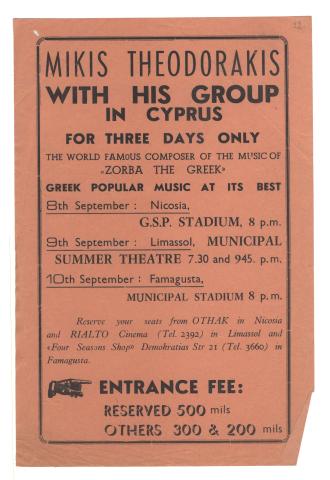 12
MIKIS THEODORAKIS
WITH HIS GROUP
IN CYPRUS
FOR THREE DAYS ONLY
THE WORLD FAMOUS COMPOSER OF THE MUSIC OF
«ZORBA THE GREEK»
GREEK POPULAR MUSIC AT ITS BEST
8th September : Nicosia,
G.S.P. STADIUM, 8 p.m.
9th September : Limassol, MUNICIPAL
SUMMER THEATRE 7.30 and 945. p.m.
10th September : Famagusta,
MUNICIPAL STADIUM 8 p.m.
Reserve your seats from OTHAK in Nicosia
and RIALTO Cinema (Tel. 2392) in Limassol and
«Four Seasons Shop» Demokratias Str 21 (Tel. 3660) in
Famagusta.
ENTRANCE FEE:
RESERVED 500 mils
OTHERS 300 & 200 mils